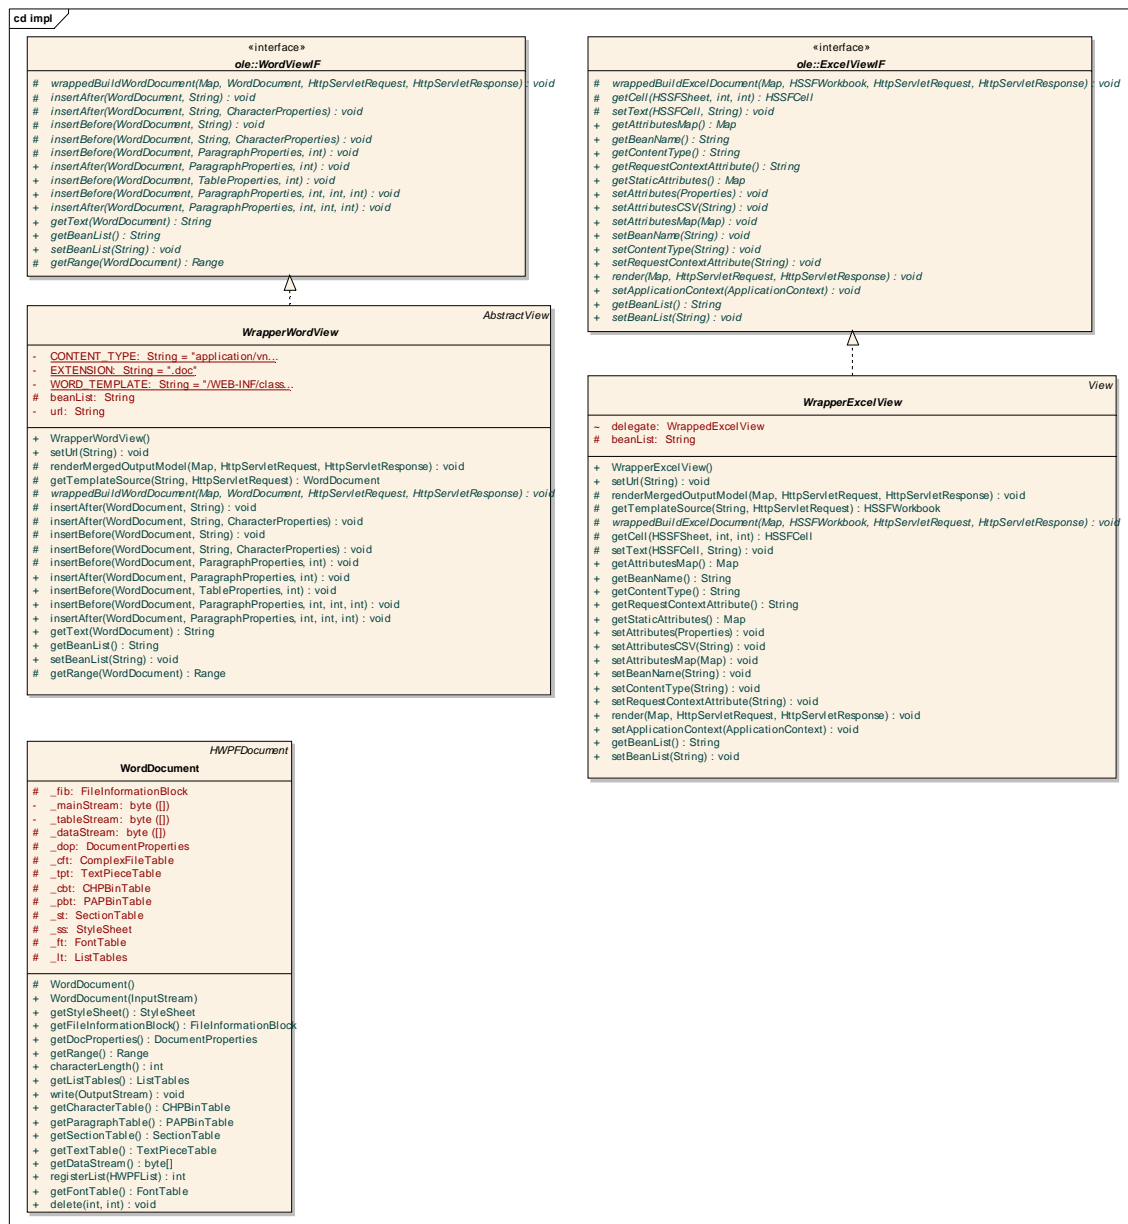 cd impl
«interface»
ole::WordViewIF
# wrappedBuildWordDocument(Map, WordDocument, HttpServletRequest, HttpServletResponse) : void
# insertAfter(WordDocument, String) : void
# insertAfter(WordDocument, String, CharacterProperties) : void
# insertBefore(WordDocument, String) : void
# insertBefore(WordDocument, String, CharacterProperties) : void
# insertBefore(WordDocument, ParagraphProperties, int) : void
+ insertAfter(WordDocument, ParagraphProperties, int) : void
+ insertBefore(WordDocument, TableProperties, int) : void
+ insertBefore(WordDocument, ParagraphProperties, int, int, int) : void
+ insertAfter(WordDocument, ParagraphProperties, int, int, int) : void
+ getText(WordDocument) : String
+ getBeanList() : String
+ setBeanList(String) : void
# getRange(WordDocument) : Range
«interface»
ole::ExcelViewIF
# wrappedBuildExcelDocument(Map, HSSFWorkbook, HttpServletRequest, HttpServletResponse) : void
# getCell(HSSFSheet, int, int) : HSSFCell
# setText(HSSFCell, String) : void
+ getAttributesMap() : Map
+ getBeanName() : String
+ getContentType() : String
+ getRequestContextAttribute() : String
+ getStaticAttributes() : Map
+ setAttributes(Properties) : void
+ setAttributesCSV(String) : void
+ setAttributesMap(Map) : void
+ setBeanName(String) : void
+ setContentType(String) : void
+ setRequestContextAttribute(String) : void
+ render(Map, HttpServletRequest, HttpServletResponse) : void
+ setApplicationContext(ApplicationContext) : void
+ getBeanList() : String
+ setBeanList(String) : void
AbstractView
WrapperWordView
- CONTENT_TYPE: String = "application/vn...
- EXTENSION: String = ".doc"
- WORD_TEMPLATE: String = "/WEB-INF/class...
# beanList: String
- url: String
+ WrapperWordView()
+ setUrl(String) : void
# renderMergedOutputModel(Map, HttpServletRequest, HttpServletResponse) : void
# getTemplateSource(String, HttpServletRequest) : WordDocument
# wrappedBuildWordDocument(Map, WordDocument, HttpServletRequest, HttpServletResponse) : void
# insertAfter(WordDocument, String) : void
# insertAfter(WordDocument, String, CharacterProperties) : void
# insertBefore(WordDocument, String) : void
# insertBefore(WordDocument, String, CharacterProperties) : void
# insertBefore(WordDocument, ParagraphProperties, int) : void
+ insertAfter(WordDocument, ParagraphProperties, int) : void
+ insertBefore(WordDocument, TableProperties, int) : void
+ insertBefore(WordDocument, ParagraphProperties, int, int, int) : void
+ insertAfter(WordDocument, ParagraphProperties, int, int, int) : void
+ getText(WordDocument) : String
+ getBeanList() : String
+ setBeanList(String) : void
# getRange(WordDocument) : Range
View
WrapperExcelView
~ delegate: WrappedExcelView
# beanList: String
+ WrapperExcelView()
+ setUrl(String) : void
# renderMergedOutputModel(Map, HttpServletRequest, HttpServletResponse) : void
# getTemplateSource(String, HttpServletRequest) : HSSFWorkbook
# wrappedBuildExcelDocument(Map, HSSFWorkbook, HttpServletRequest, HttpServletResponse) : void
# getCell(HSSFSheet, int, int) : HSSFCell
# setText(HSSFCell, String) : void
+ getAttributesMap() : Map
+ getBeanName() : String
+ getContentType() : String
+ getRequestContextAttribute() : String
+ getStaticAttributes() : Map
+ setAttributes(Properties) : void
+ setAttributesCSV(String) : void
+ setAttributesMap(Map) : void
+ setBeanName(String) : void
+ setContentType(String) : void
+ setRequestContextAttribute(String) : void
+ render(Map, HttpServletRequest, HttpServletResponse) : void
+ setApplicationContext(ApplicationContext) : void
+ getBeanList() : String
+ setBeanList(String) : void
HWPFDocument
WordDocument
# _fib: FileInformationBlock
- _mainStream: byte ([])
- _tableStream: byte ([])
# _dataStream: byte ([])
# _dop: DocumentProperties
# _cft: ComplexFileTable
# _tpt: TextPieceTable
# _cbt: CHPBinTable
# _pbt: PAPBinTable
# _st: SectionTable
# _ss: StyleSheet
# _ft: FontTable
# _lt: ListTables
# WordDocument()
+ WordDocument(InputStream)
+ getStyleSheet() : StyleSheet
+ getFileInformationBlock() : FileInformationBlock
+ getDocProperties() : DocumentProperties
+ getRange() : Range
+ characterLength() : int
+ getListTables() : ListTables
+ write(OutputStream) : void
+ getCharacterTable() : CHPBinTable
+ getParagraphTable() : PAPBinTable
+ getSectionTable() : SectionTable
+ getTextTable() : TextPieceTable
+ getDataStream() : byte[]
+ registerList(HWPFList) : int
+ getFontTable() : FontTable
+ delete(int, int) : void